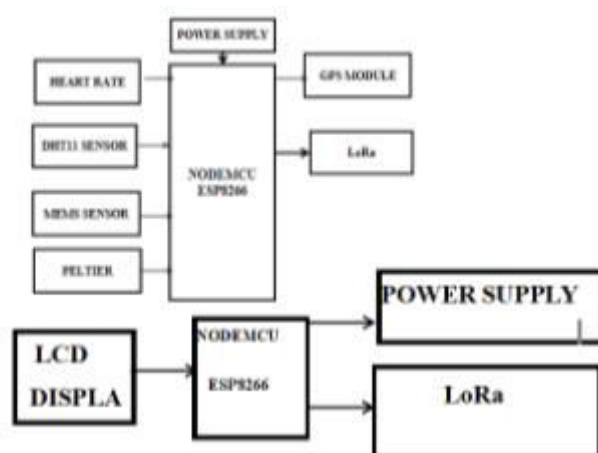 POWER SUPPLY
HEART RATE
GPS MODULE
DHT11 SENSOR
LoRa
NODEMCU
ESP8266
MEMS SENSOR
PELTIER
POWER SUPPLY
NODEMCU
LCD
ESP8266
DISPLA
LoRa